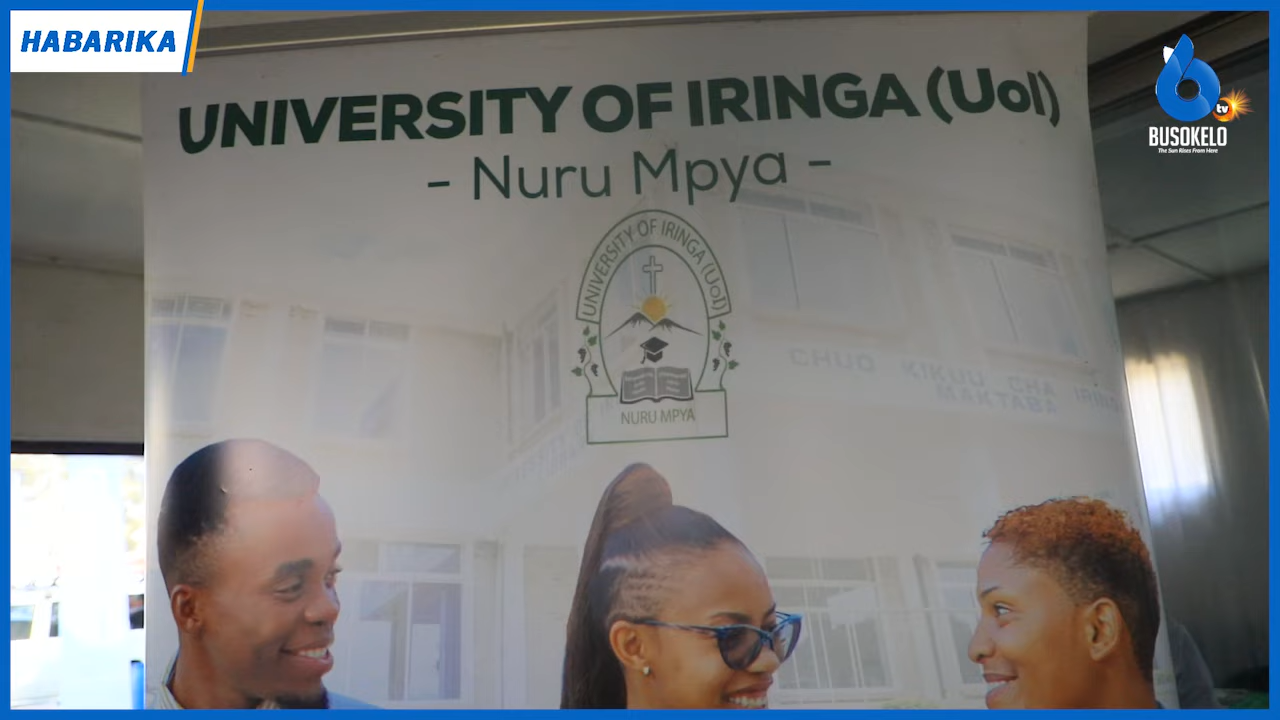 HABARIKA
tv
BUSOKELO
The Sun Rises From Here
UNIVERSITY OF IRINGA (UoI)
- Nuru Mpya -
UNIVERSITY OF IRINGA (UoI)
NURU MPYA
CHUO KIKUU CHA IRINGA
MAKTABA